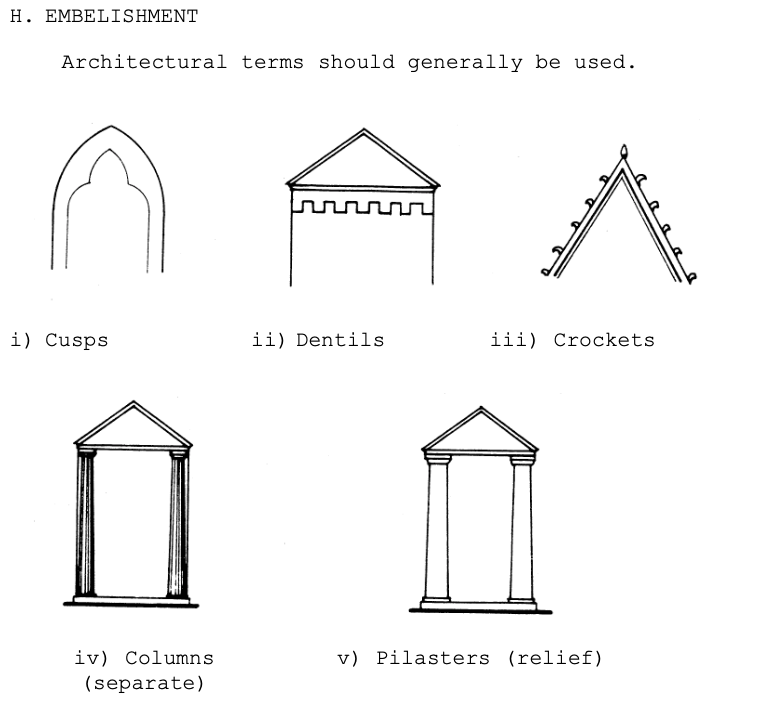 H. EMBELISHMENT
Architectural terms should generally be used.
i) Cusps
ii) Dentils
iii) Crockets
iv) Columns
(separate)
v) Pilasters (relief)